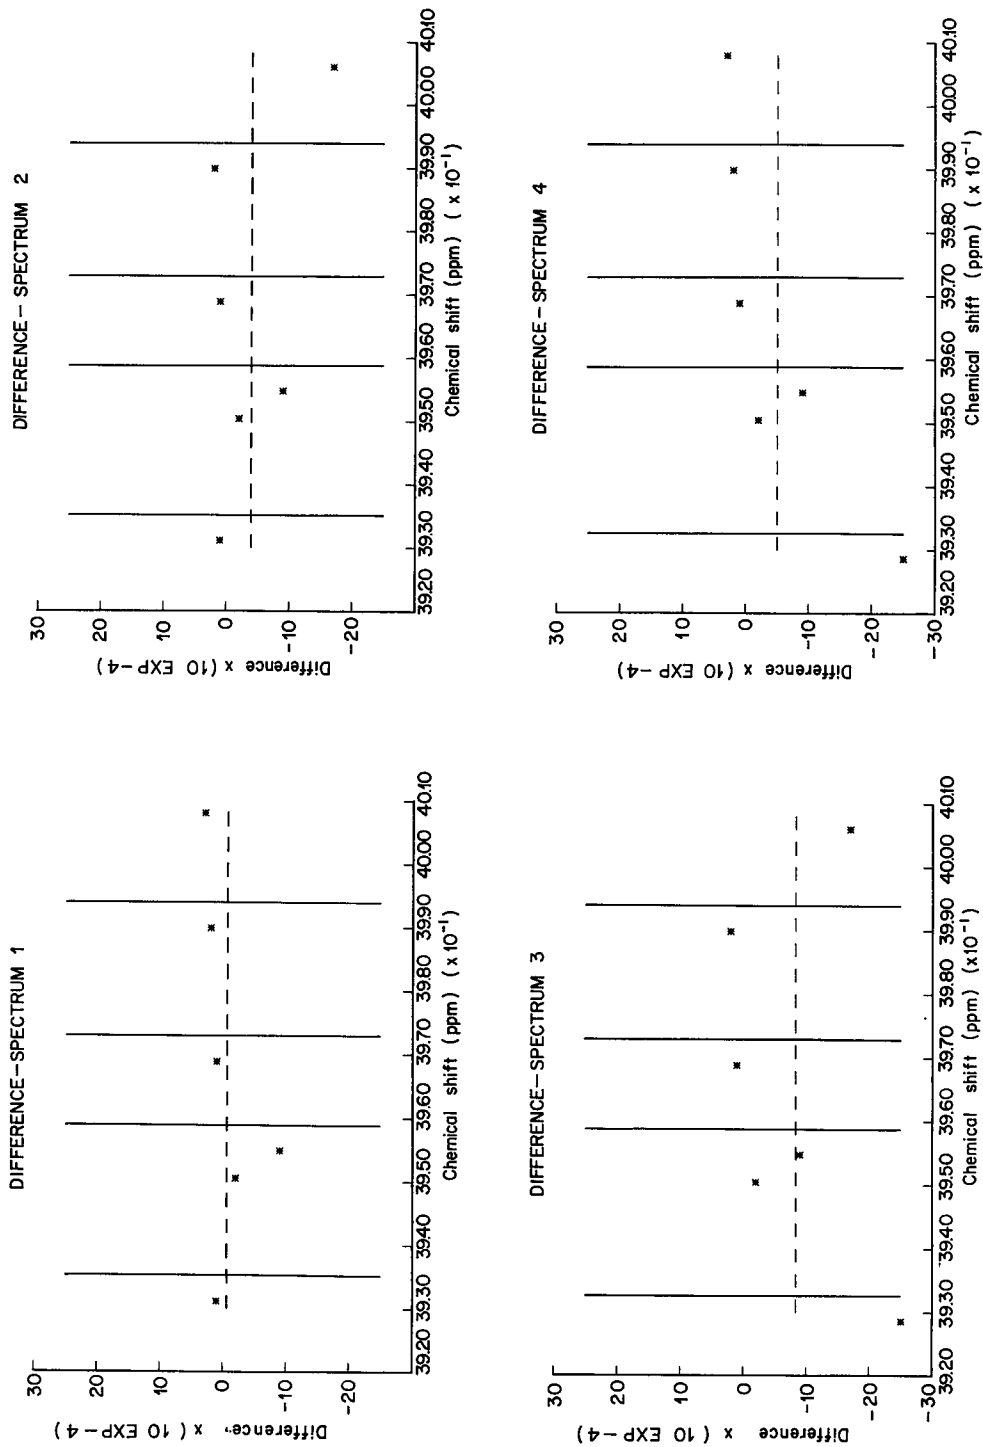 DIFFERENCE-SPECTRUM 1
30
20
10
0
-10
-20
Difference, x (10 EXP-4)
39.20 39.30 39.40 39.50 39.60 39.70 39.80 39.90 40.00 40.10
Chemical shift (ppm) (x10⁻¹)
DIFFERENCE-SPECTRUM 2
30
20
10
0
-10
-20
Difference x (10 EXP-4)
39.20 39.30 39.40 39.50 39.60 39.70 39.80 39.90 40.00 40.10
Chemical shift (ppm) (x 10⁻¹)
DIFFERENCE-SPECTRUM 3
30
20
10
0
-10
-20
-30
Difference x (10 EXP-4)
39.20 39.30 39.40 39.50 39.60 39.70 39.80 39.90 40.00 40.10
Chemical shift (ppm) (x10⁻¹)
DIFFERENCE-SPECTRUM 4
30
20
10
0
-10
-20
-30
Difference x (10 EXP-4)
39.20 39.30 39.40 39.50 39.60 39.70 39.80 39.90 40.00 40.10
Chemical shift (ppm) (x 10⁻¹)